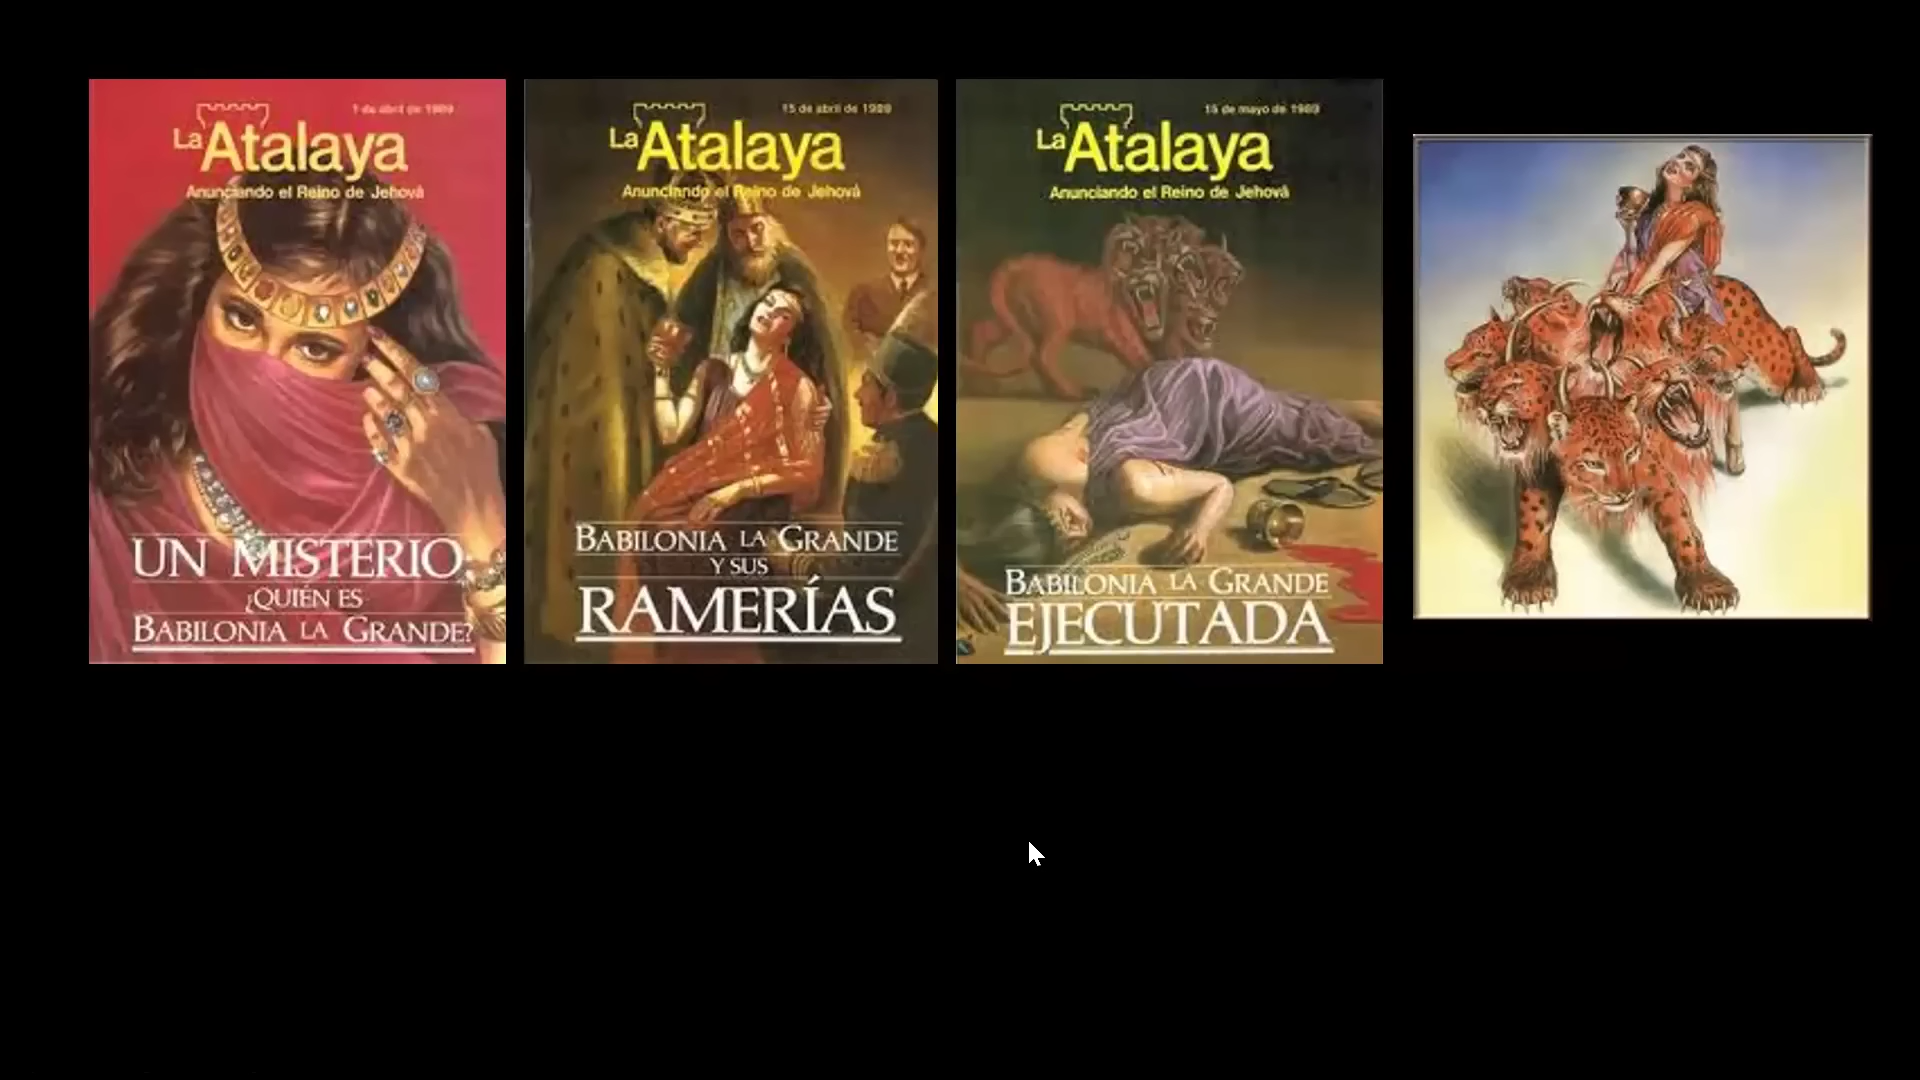 1 de abril de 1989
La Atalaya
Anunciando el Reino de Jehová
UN MISTERIO
¿QUIÉN ES
BABILONIA LA GRANDE?
15 de abril de 1989
La Atalaya
Anunciando el Reino de Jehová
BABILONIA LA GRANDE
Y SUS
RAMERÍAS
15 de mayo de 1989
La Atalaya
Anunciando el Reino de Jehová
BABILONIA LA GRANDE
EJECUTADA